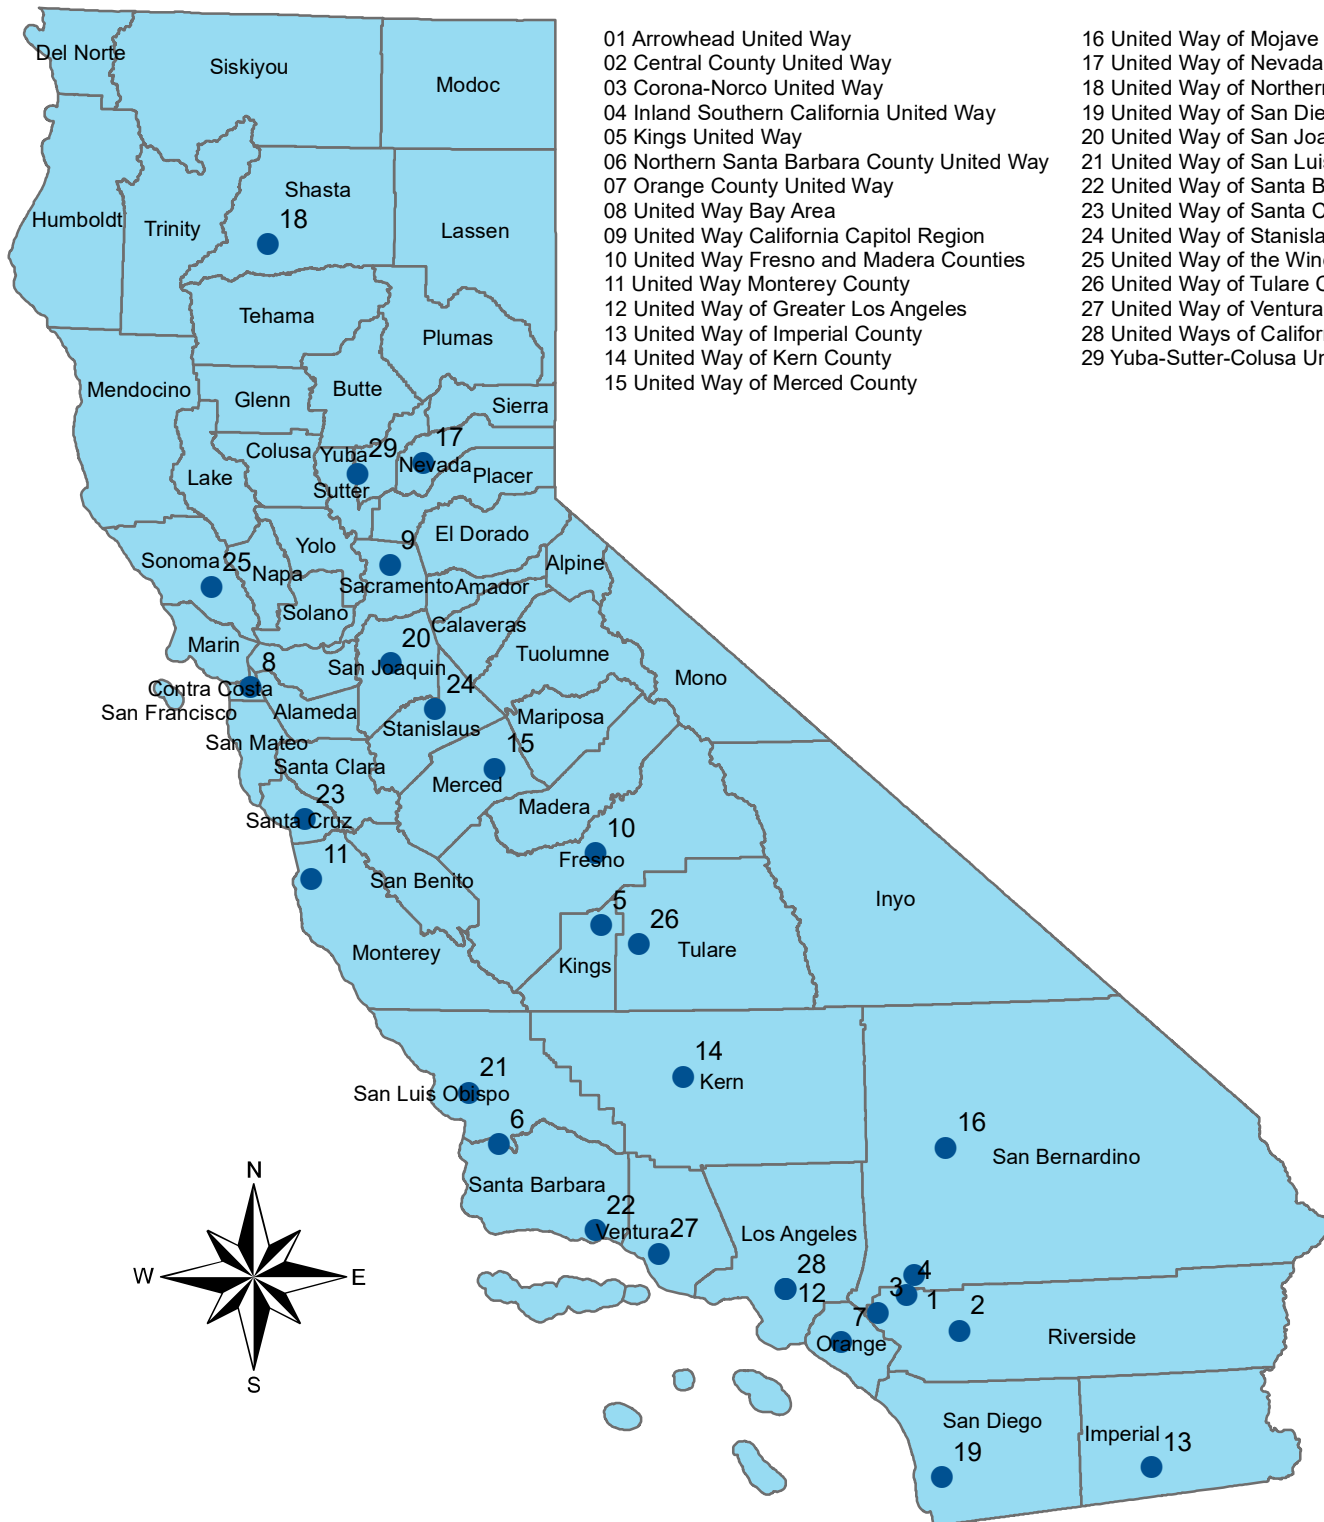 01 Arrowhead United Way
02 Central County United Way
03 Corona-Norco United Way
04 Inland Southern California United Way
05 Kings United Way
06 Northern Santa Barbara County United Way
07 Orange County United Way
08 United Way Bay Area
09 United Way California Capitol Region
10 United Way Fresno and Madera Counties
11 United Way Monterey County
12 United Way of Greater Los Angeles
13 United Way of Imperial County
14 United Way of Kern County
15 United Way of Merced County
16 United Way of Mojave
17 United Way of Nevada
18 United Way of Northern
19 United Way of San Die
20 United Way of San Joa
21 United Way of San Luis
22 United Way of Santa B
23 United Way of Santa C
24 United Way of Stanisla
25 United Way of the Wine
26 United Way of Tulare C
27 United Way of Ventura
28 United Ways of Californ
29 Yuba-Sutter-Colusa Un
Del Norte
Siskiyou
Modoc
Shasta
18
Humboldt
Trinity
Lassen
Tehama
Plumas
Mendocino
Glenn
Butte
Sierra
Colusa
Yuba
29
17
Nevada
Placer
Lake
Sutter
El Dorado
Sonoma
25
Napa
Yolo
9
Alpine
Sacramento
Amador
Solano
Calaveras
Marin
20
San Joaquin
Tuolumne
Mono
8
Contra Costa
San Francisco
Alameda
24
Stanislaus
Mariposa
San Mateo
15
Santa Clara
Merced
23
Santa Cruz
Madera
10
Fresno
11
San Benito
Inyo
5
26
Monterey
Kings
Tulare
21
San Luis Obispo
14
Kern
6
16
San Bernardino
Santa Barbara
22
Ventura
27
Los Angeles
28
12
4
3
1
2
7
Orange
Riverside
San Diego
19
Imperial
13
N
W
E
S